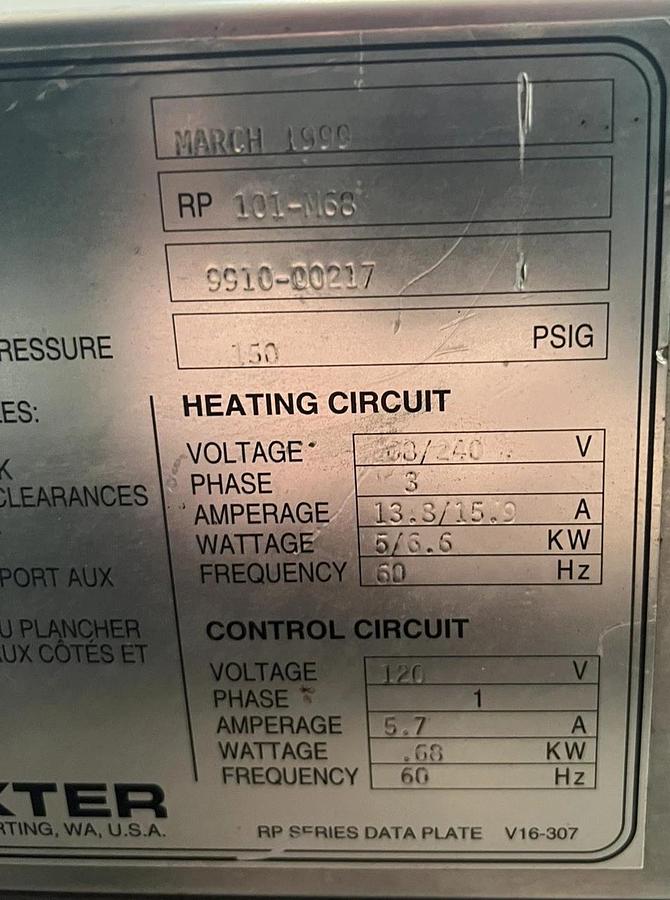 MARCH 1999
RP 101-M68
9910-00217
RESSURE 150 PSIG
ES:
HEATING CIRCUIT
K
VOLTAGE /240 V
PHASE 3
CLEARANCES
AMPERAGE 13.8/15.9 A
WATTAGE 5/6.6 KW
PORT AUX
FREQUENCY 60 Hz
U PLANCHER
CONTROL CIRCUIT
UX CÔTÉS ET
VOLTAGE 120 V
PHASE 1
AMPERAGE 5.7 A
WATTAGE .68 KW
FREQUENCY 60 Hz
XTER
RTING, WA, U.S.A.
RP SERIES DATA PLATE V16-307